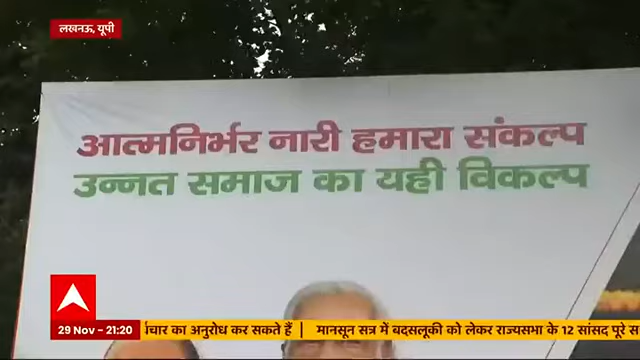 लखनऊ, यूपी
आत्मनिर्भर नारी हमारा संकल्प
उन्नत समाज का यही विकल्प
29 Nov - 21:20
का अनुरोध कर सकते हैं | मानसून सत्र में बदसलूकी को लेकर राज्यसभा के 12 सांसद पूरे